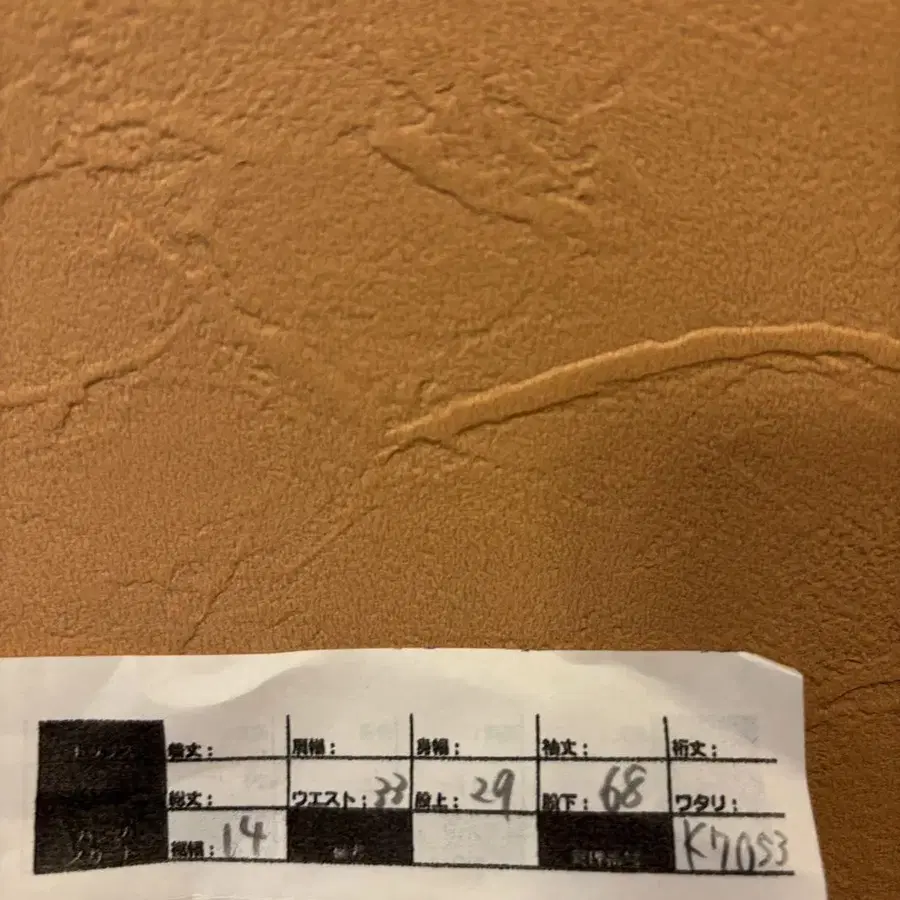 着丈： 肩幅： 身幅： 袖丈： 裄丈：
総丈： ウエスト：33 股上：29 股下：68 ワタリ：
裾幅：14 K7053